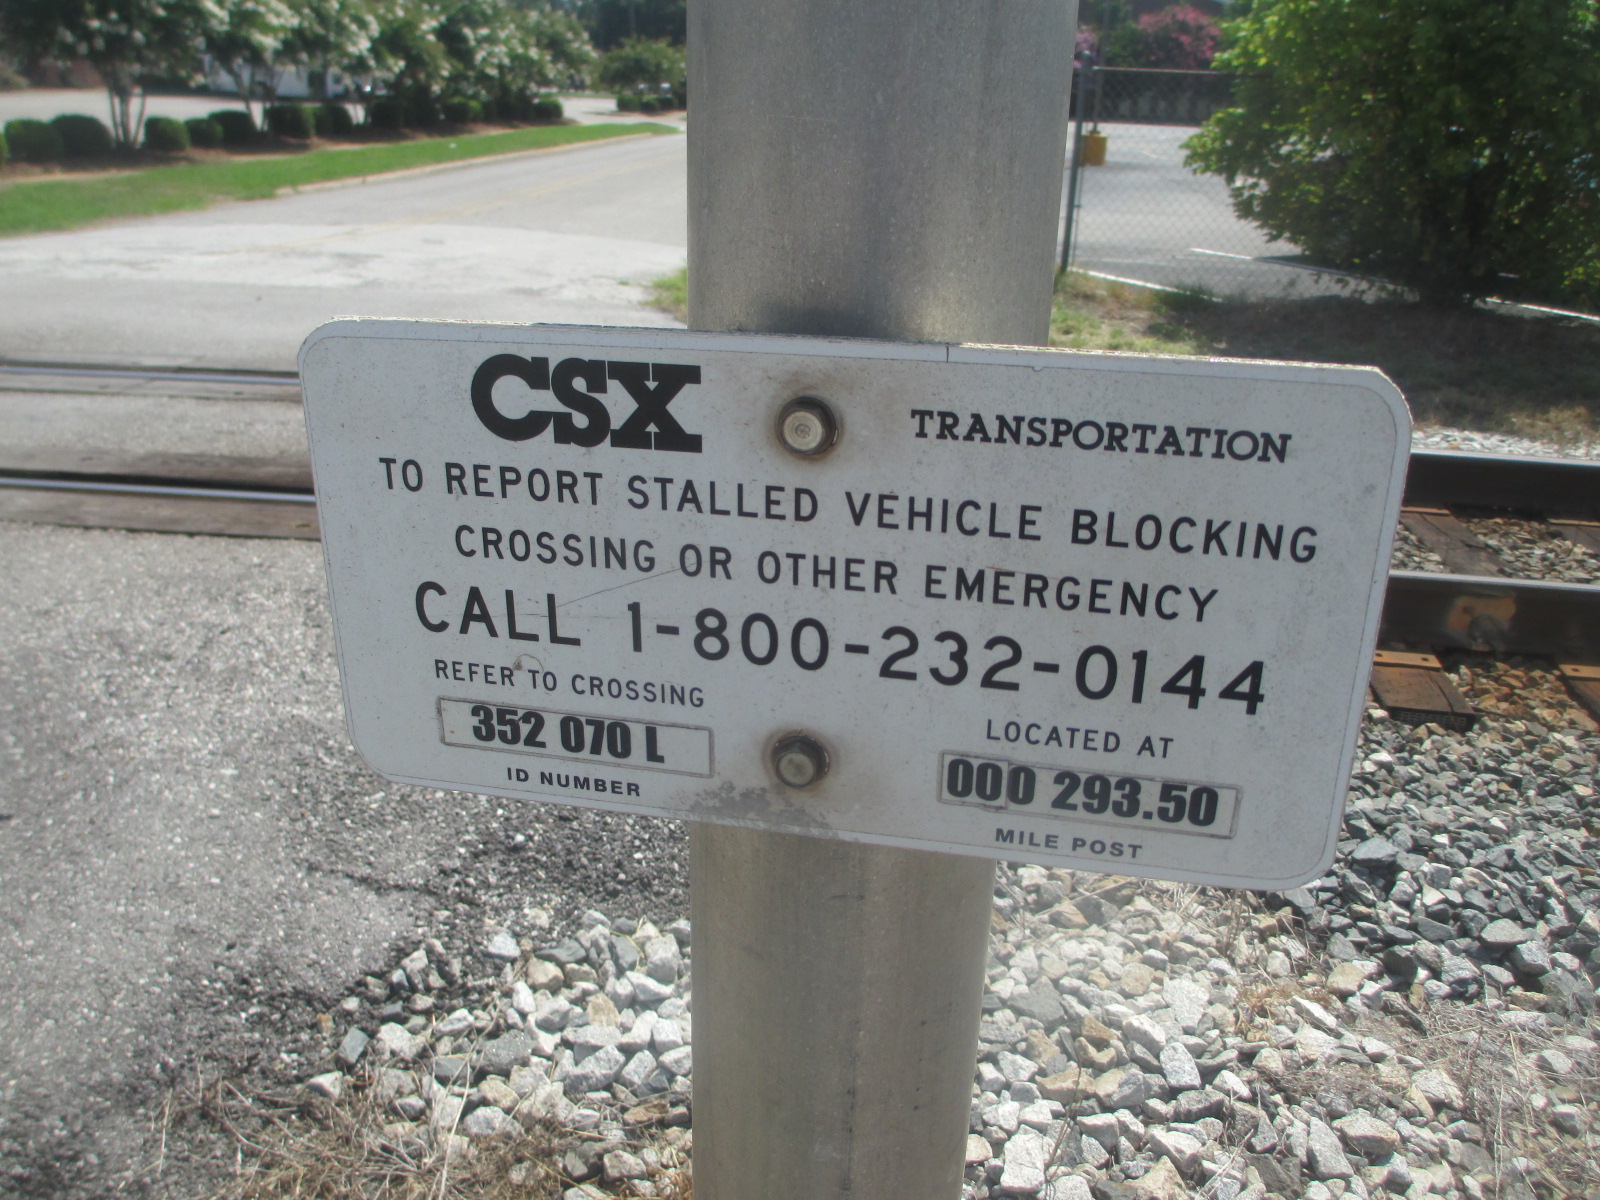 CSX TRANSPORTATION
TO REPORT STALLED VEHICLE BLOCKING
CROSSING OR OTHER EMERGENCY
CALL 1-800-232-0144
REFER TO CROSSING
352 070 L
ID NUMBER
LOCATED AT
000 293.50
MILE POST